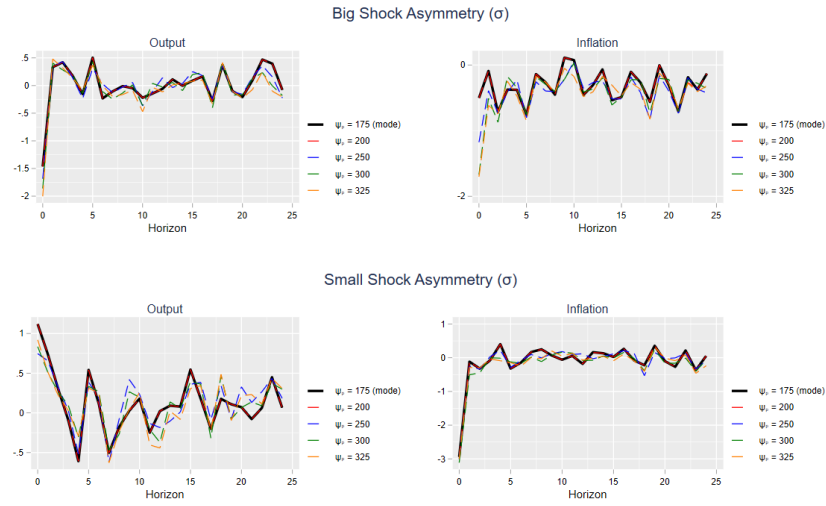 Big Shock Asymmetry (σ)
Output
.5
0
-.5
-1
-1.5
-2
0 5 10 15 20 25
Horizon
ψᵧ = 175 (mode)
ψᵧ = 200
ψᵧ = 250
ψᵧ = 300
ψᵧ = 325
Inflation
0
-2
0 5 10 15 20 25
Horizon
ψᵧ = 175 (mode)
ψᵧ = 200
ψᵧ = 250
ψᵧ = 300
ψᵧ = 325
Small Shock Asymmetry (σ)
Output
1
.5
0
-.5
0 5 10 15 20 25
Horizon
ψᵧ = 175 (mode)
ψᵧ = 200
ψᵧ = 250
ψᵧ = 300
ψᵧ = 325
Inflation
1
0
-1
-2
-3
0 5 10 15 20 25
Horizon
ψᵧ = 175 (mode)
ψᵧ = 200
ψᵧ = 250
ψᵧ = 300
ψᵧ = 325